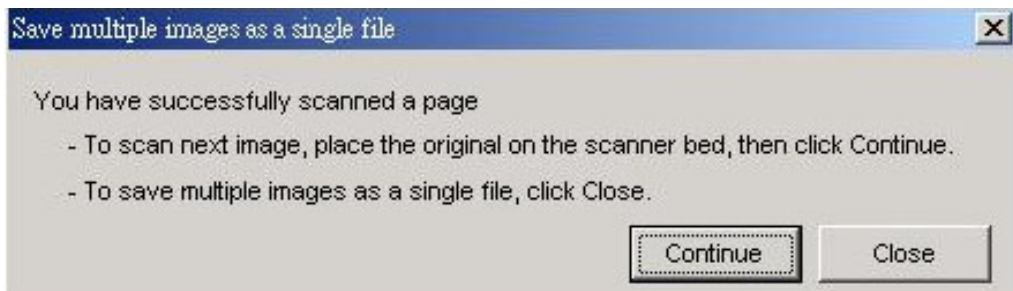 Save multiple images as a single file
You have successfully scanned a page
- To scan next image, place the original on the scanner bed, then click Continue.
- To save multiple images as a single file, click Close.
Continue
Close